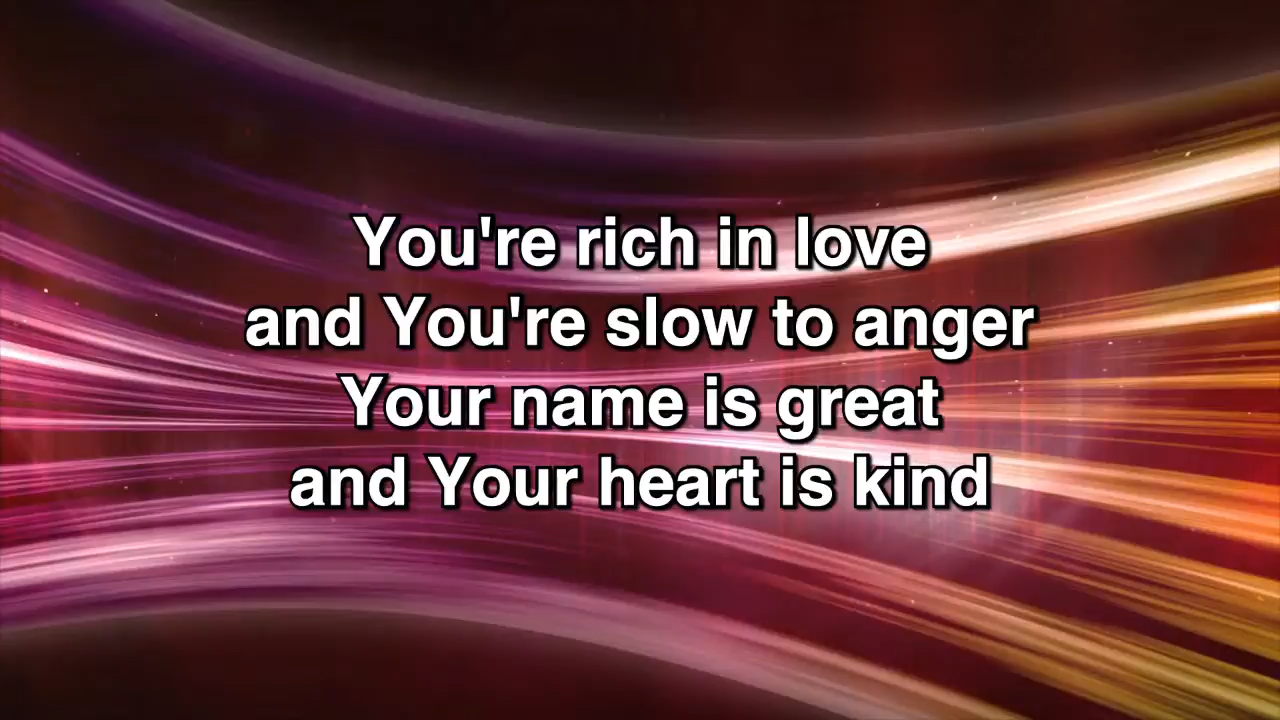 You're rich in love
and You're slow to anger
Your name is great
and Your heart is kind